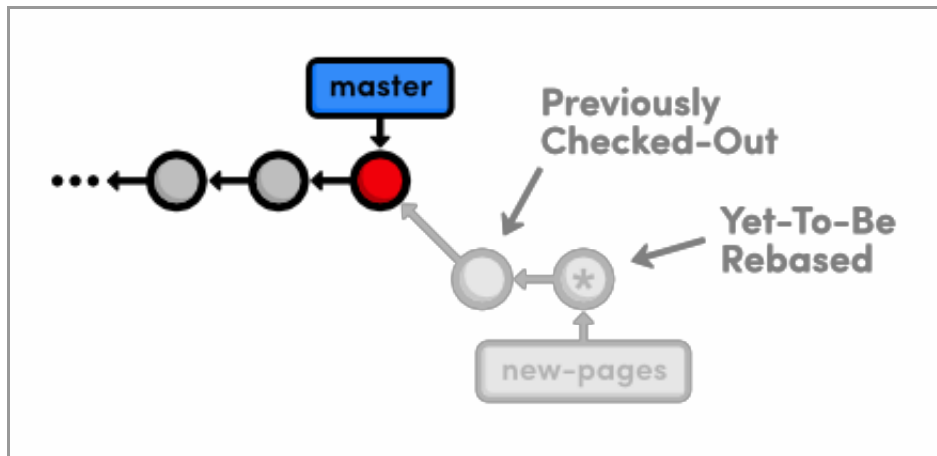 master
Previously
Checked-Out
Yet-To-Be
Rebased
*
new-pages